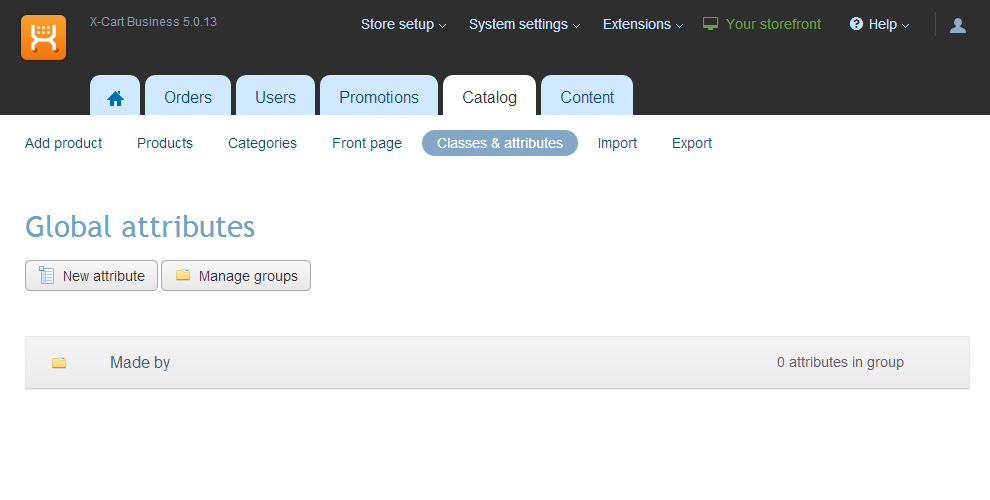 X-Cart Business 5.0.13
Store setup System settings Extensions Your storefront Help
Orders Users Promotions Catalog Content
Add product Products Categories Front page Classes & attributes Import Export
Global attributes
New attribute Manage groups
Made by 0 attributes in group